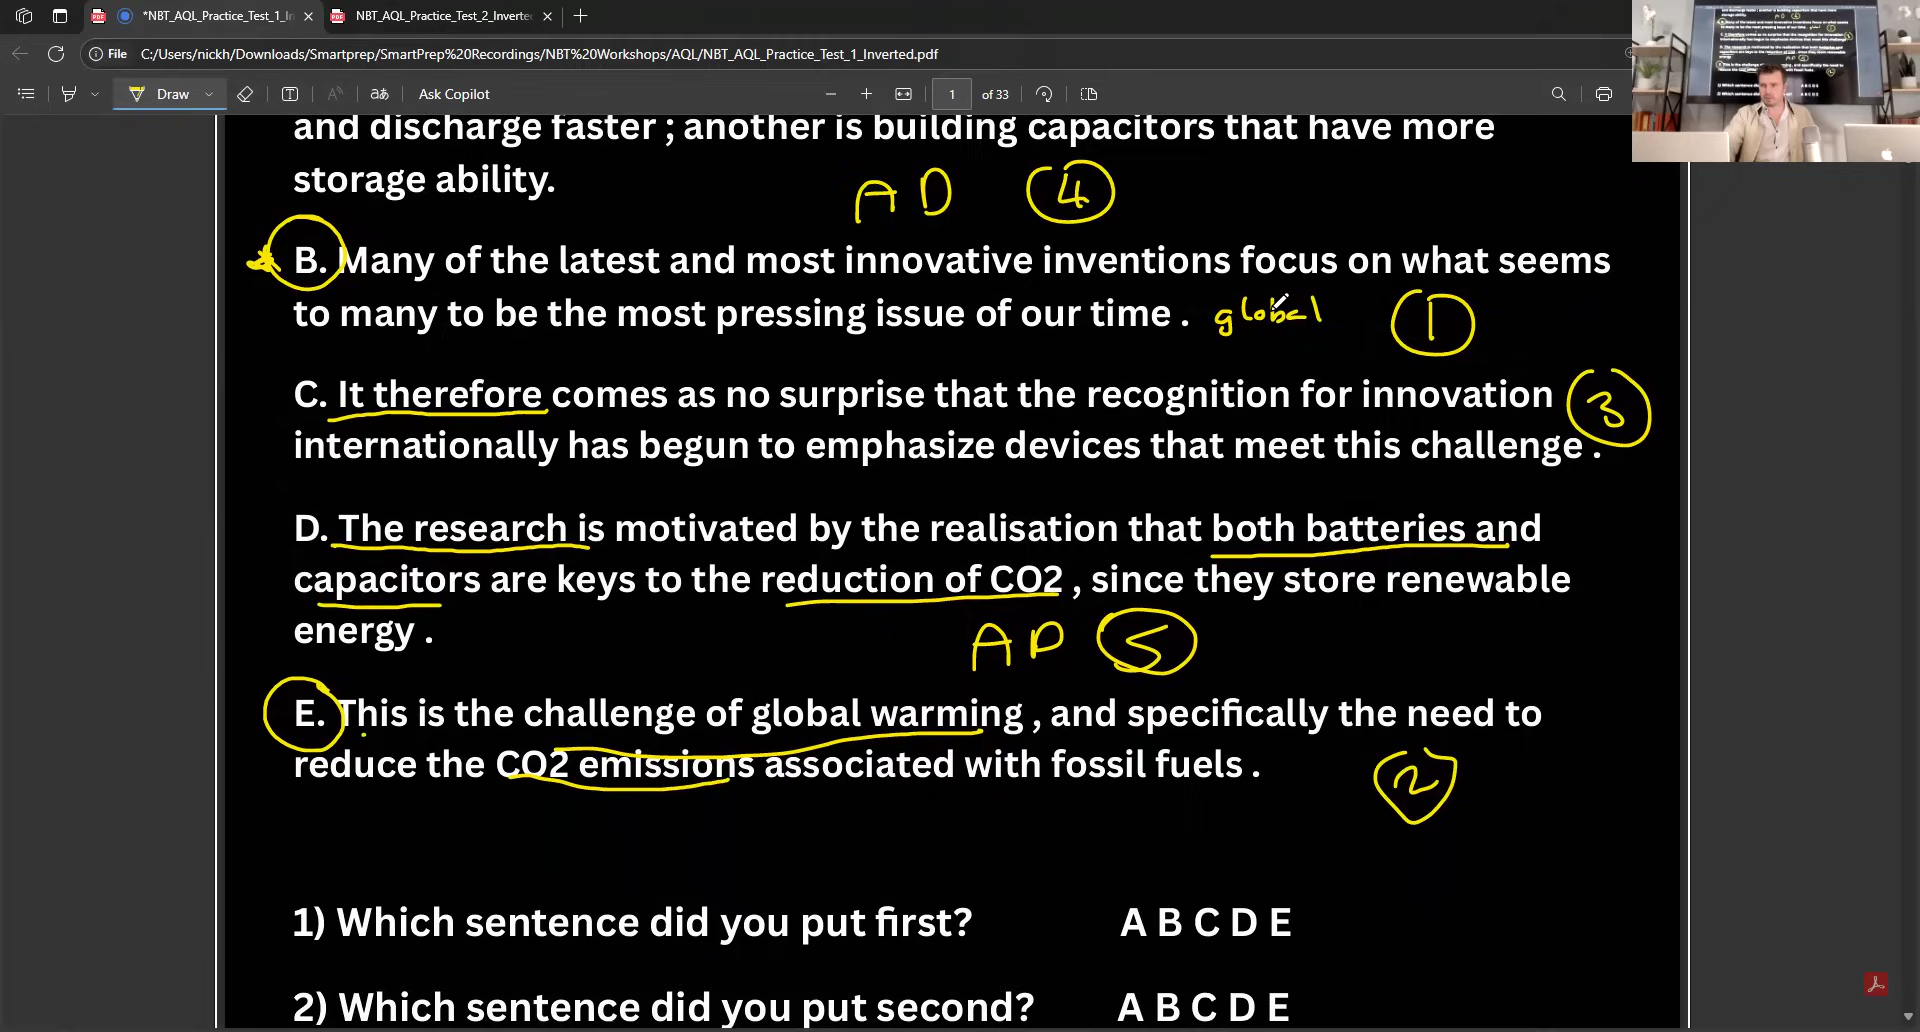 *NBT_AQL_Practice_Test_1_In
NBT_AQL_Practice_Test_2_Inverte
File C:/Users/nickh/Downloads/Smartprep/SmartPrep%20Recordings/NBT%20Workshops/AQL/NBT_AQL_Practice_Test_1_Inverted.pdf
Draw aあ Ask Copilot 1 of 33
and discharge faster ; another is building capacitors that have more
storage ability.
A D 4
B. Many of the latest and most innovative inventions focus on what seems
to many to be the most pressing issue of our time . global 1
C. It therefore comes as no surprise that the recognition for innovation 3
internationally has begun to emphasize devices that meet this challenge .
D. The research is motivated by the realisation that both batteries and
capacitors are keys to the reduction of CO2 , since they store renewable
energy .
A D 5
E. This is the challenge of global warming , and specifically the need to
reduce the CO2 emissions associated with fossil fuels .
2
1) Which sentence did you put first? A B C D E
2) Which sentence did you put second? A B C D E